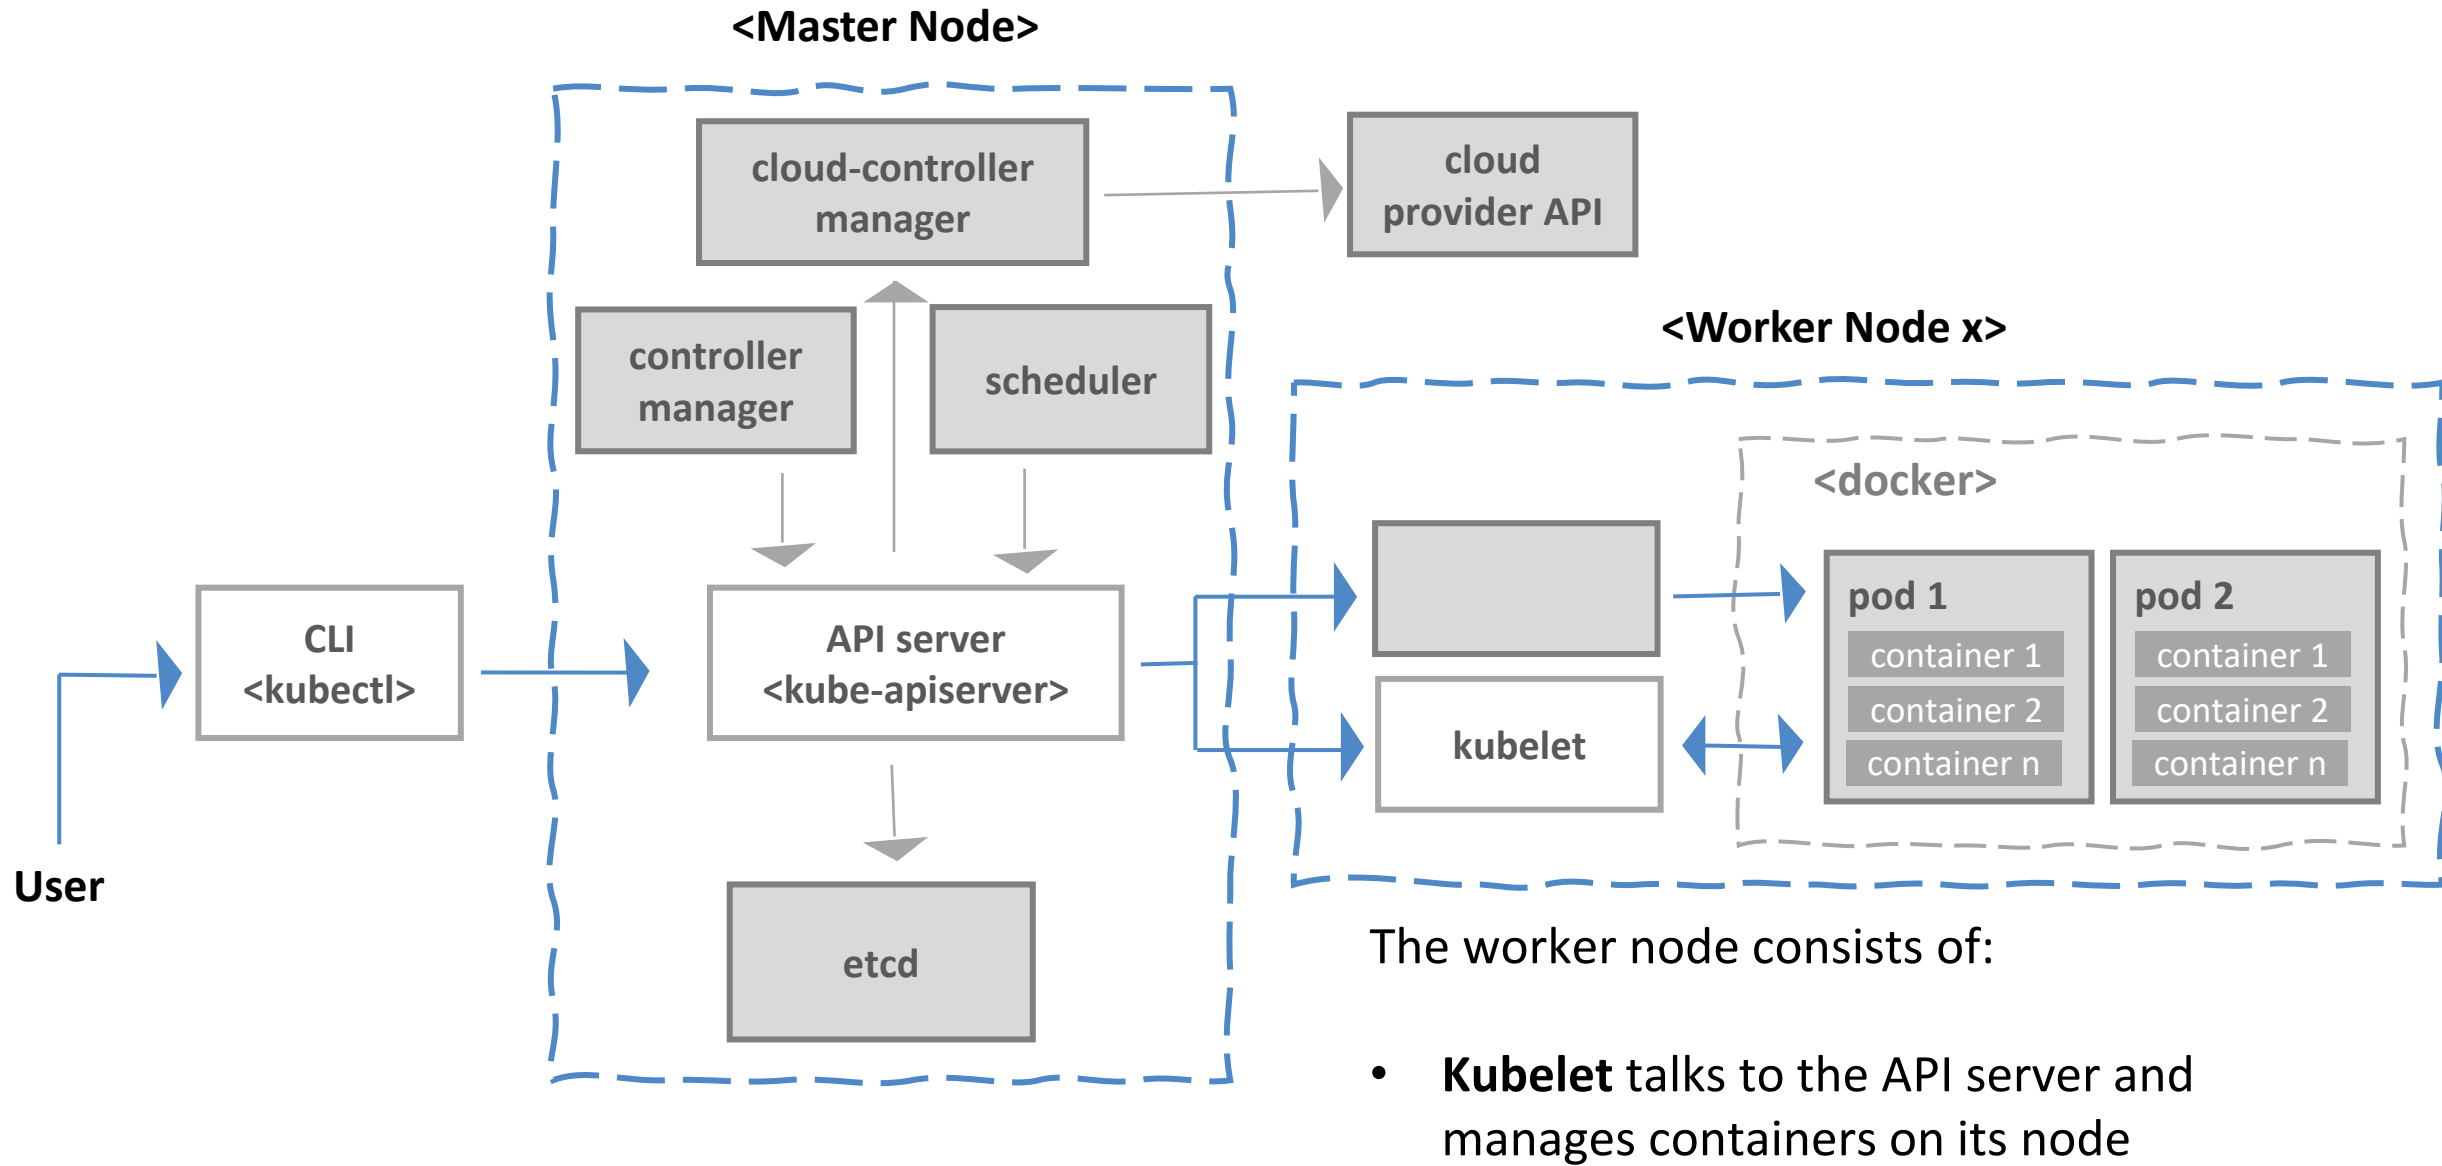 <Master Node>
cloud-controller
manager
cloud
provider API
controller
manager
scheduler
<Worker Node x>
<docker>
CLI
<kubectl>
API server
<kube-apiserver>
kubelet
pod 1
container 1
container 2
container n
pod 2
container 1
container 2
container n
User
etcd
The worker node consists of:
• Kubelet talks to the API server and
manages containers on its node